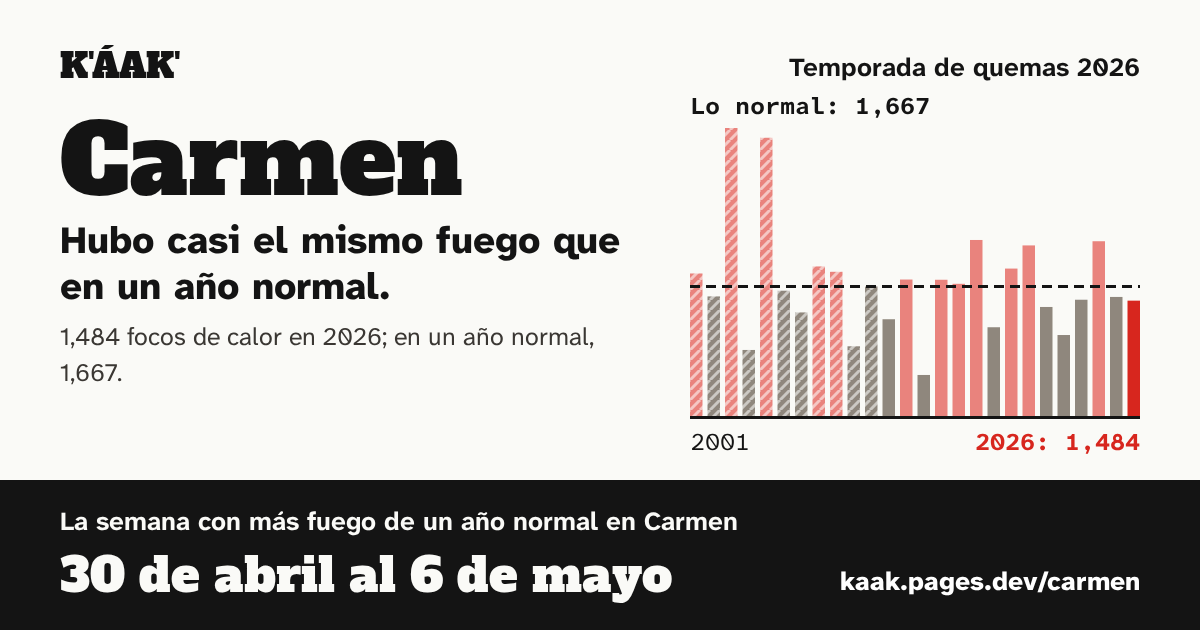 K'ÁAK'
Temporada de quemas 2026
Lo normal: 1,667
Carmen
Hubo casi el mismo fuego que
en un año normal.
1,484 focos de calor en 2026; en un año normal,
1,667.
2001
2026: 1,484
La semana con más fuego de un año normal en Carmen
30 de abril al 6 de mayo
kaak.pages.dev/carmen